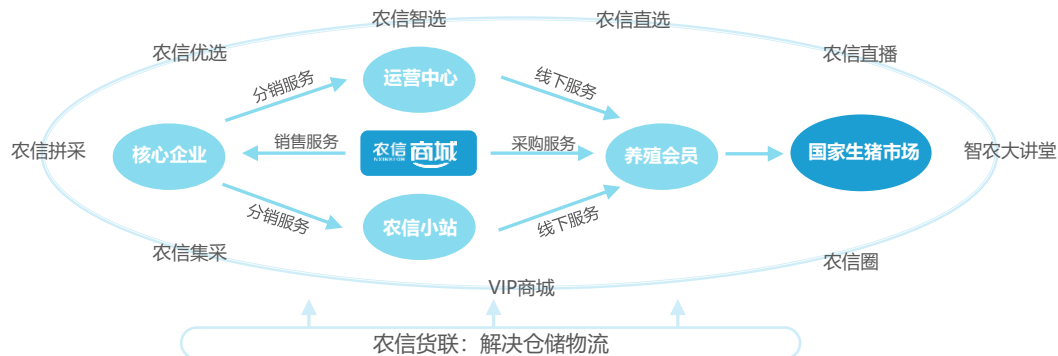 农信智选
农信直选
农信优选
农信直播
运营中心
分销服务
线下服务
农信拼采
核心企业
销售服务
农信 商城
采购服务
养殖会员
国家生猪市场
智农大讲堂
分销服务
农信小站
线下服务
农信集采
农信圈
VIP商城
农信货联：解决仓储物流